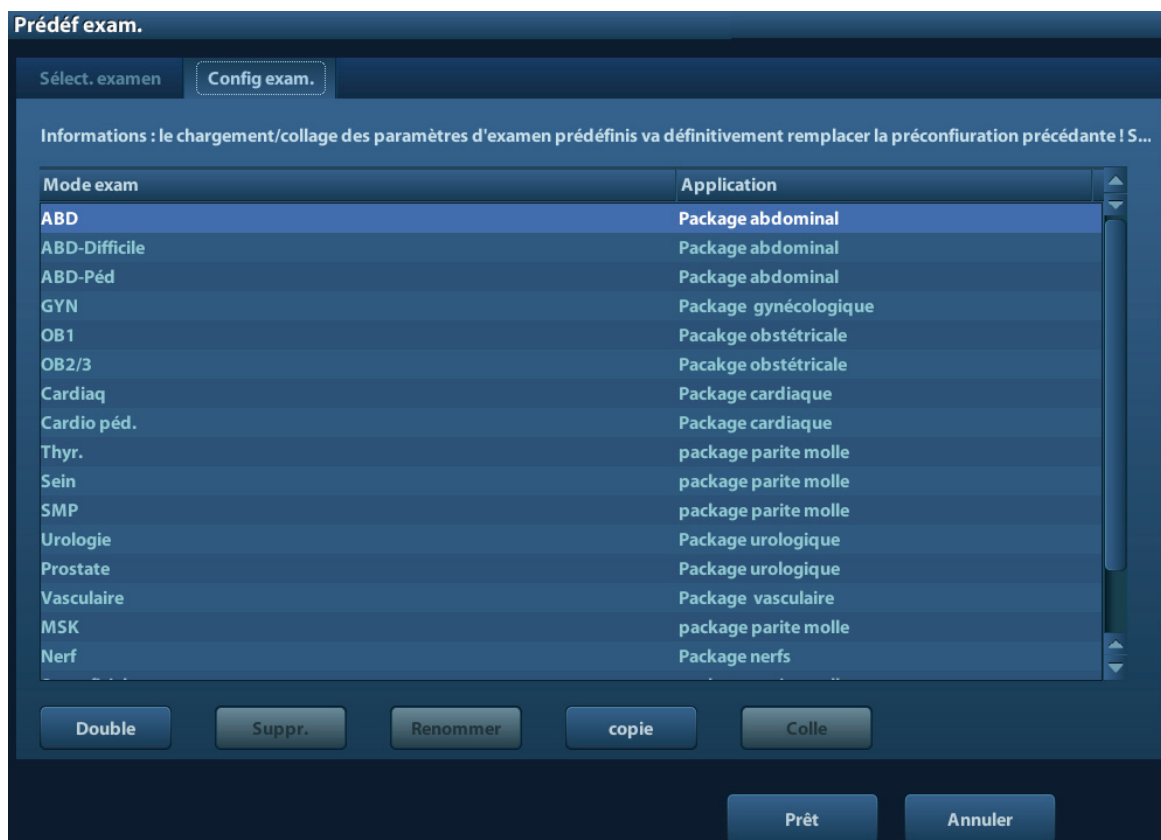 Prédéf exam.
Sélect. examen Config exam.
Informations : le chargement/collage des paramètres d'examen prédéfinis va définitivement remplacer la préconfiuration précédante ! S...
Mode exam Application
ABD Package abdominal
ABD-Difficile Package abdominal
ABD-Péd Package abdominal
GYN Package gynécologique
OB1 Pacakge obstétricale
OB2/3 Pacakge obstétricale
Cardiaq Package cardiaque
Cardio péd. Package cardiaque
Thyr. package parite molle
Sein package parite molle
SMP package parite molle
Urologie Package urologique
Prostate Package urologique
Vasculaire Package vasculaire
MSK package parite molle
Nerf Package nerfs
Double Suppr. Renommer copie Colle
Prêt Annuler